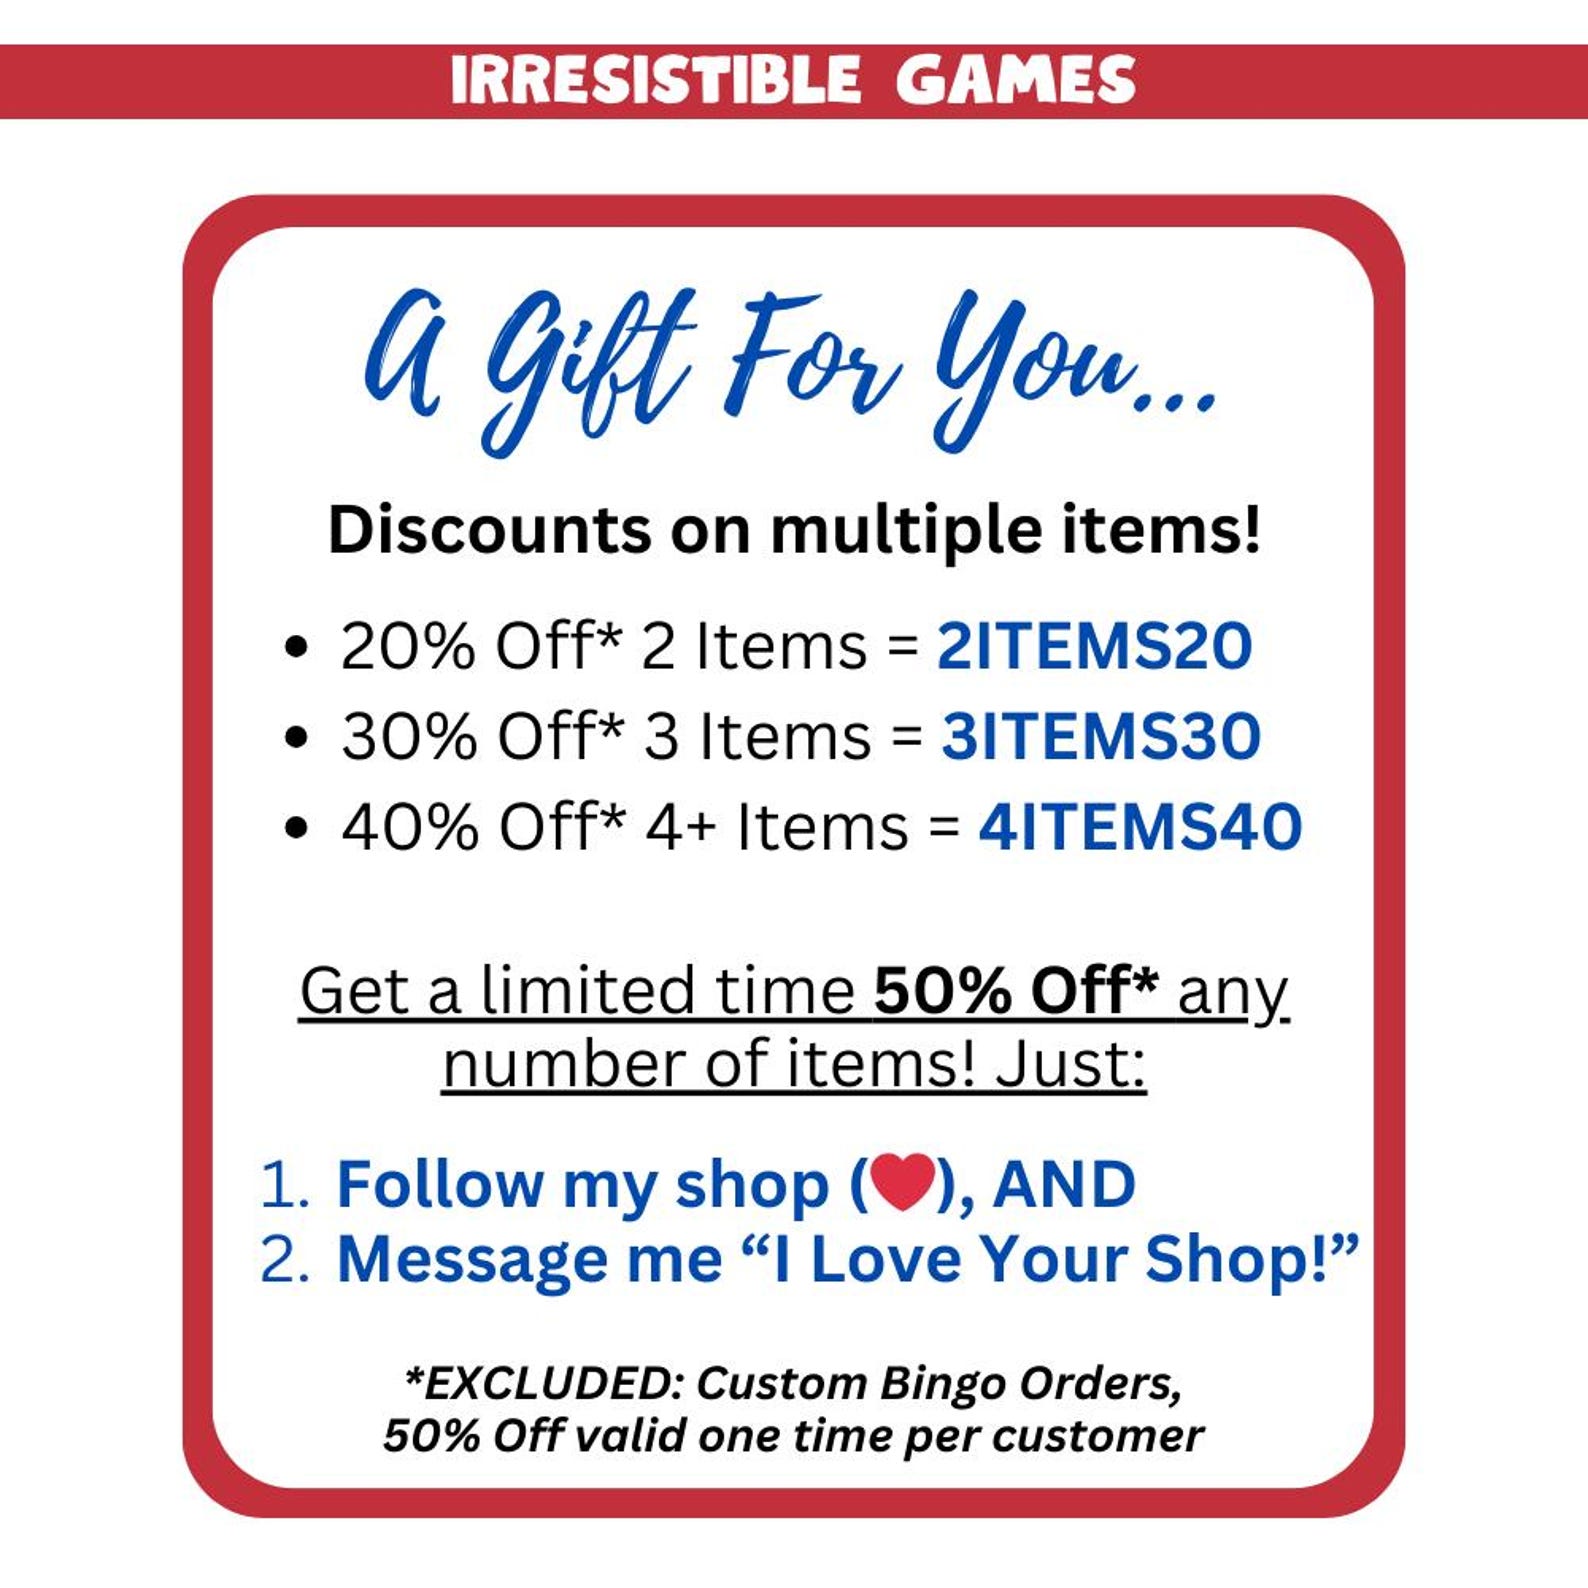 IRRESISTIBLE GAMES
A Gift For You...
Discounts on multiple items!
• 20% Off* 2 Items = 2ITEMS20
• 30% Off* 3 Items = 3ITEMS30
• 40% Off* 4+ Items = 4ITEMS40
Get a limited time 50% Off* any
number of items! Just:
1. Follow my shop (❤), AND
2. Message me “I Love Your Shop!”
*EXCLUDED: Custom Bingo Orders,
50% Off valid one time per customer